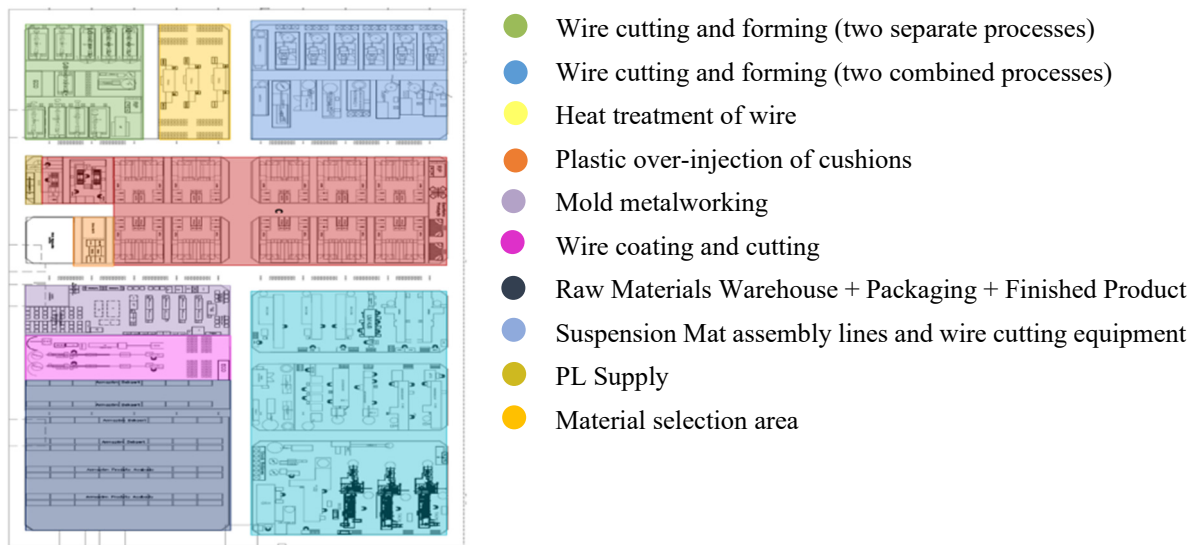 Wire cutting and forming (two separate processes)
Wire cutting and forming (two combined processes)
Heat treatment of wire
Plastic over-injection of cushions
Mold metalworking
Wire coating and cutting
Raw Materials Warehouse + Packaging + Finished Product
Suspension Mat assembly lines and wire cutting equipment
PL Supply
Material selection area